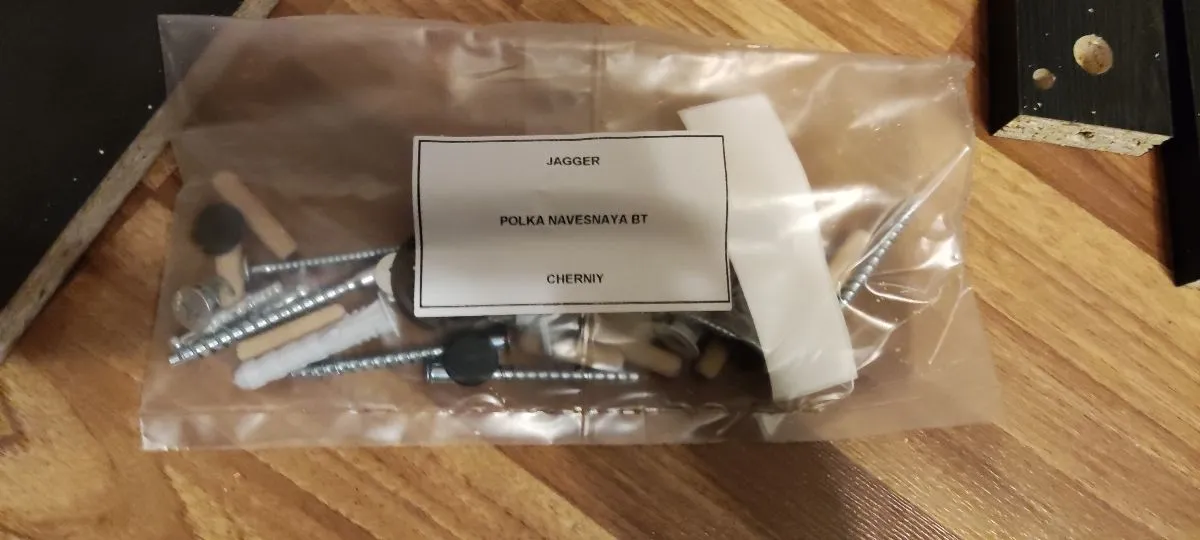 JAGGER
POLKA NAVESNAYA BT
CHERNIY